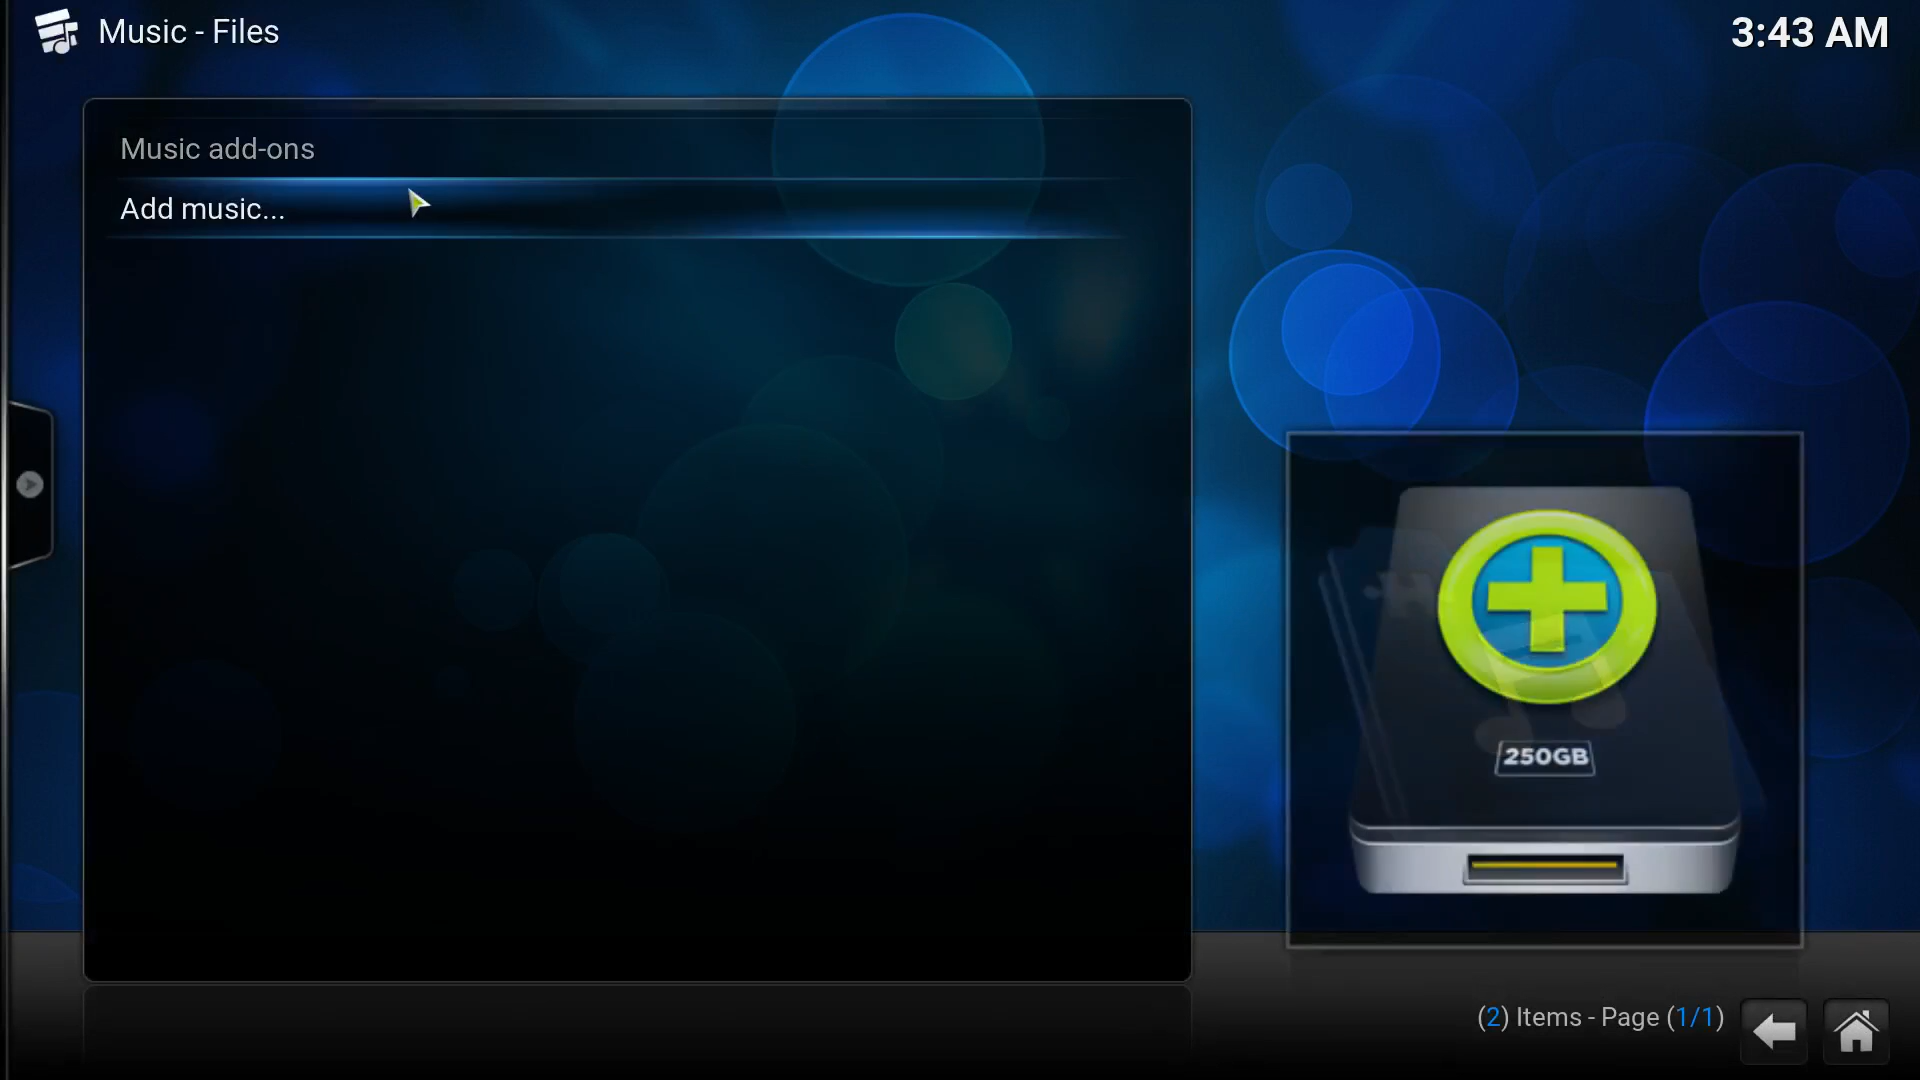 Music - Files
3:43 AM
Music add-ons
Add music...
250GB
(2) Items - Page (1/1)